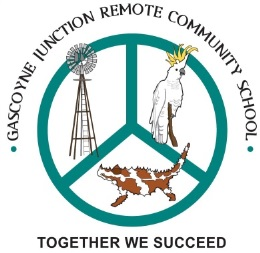 • GASCOYNE JUNCTION REMOTE COMMUNITY SCHOOL •
TOGETHER WE SUCCEED